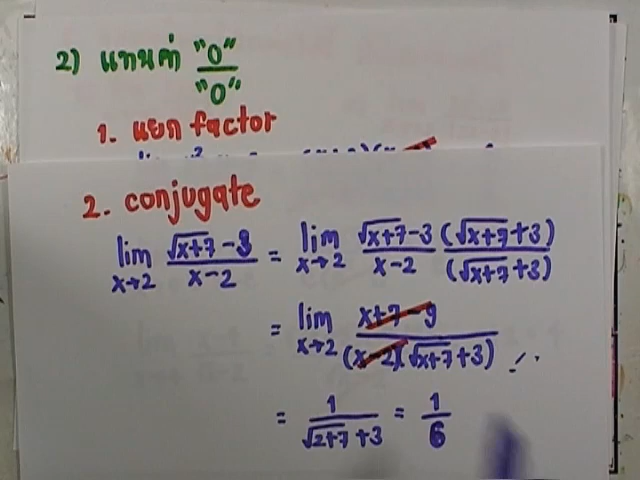 2) แทนค่า "0"/"0"
1. แยก factor
2. conjugate
lim x→2 (√x+7 - 3)/(x-2) = lim x→2 (√x+7 - 3)/(x-2) (√x+7 + 3)/(√x+7 + 3)
= lim x→2 (x+7-9)/((x-2)(√x+7 + 3))
= 1/(√2+7 + 3) = 1/6